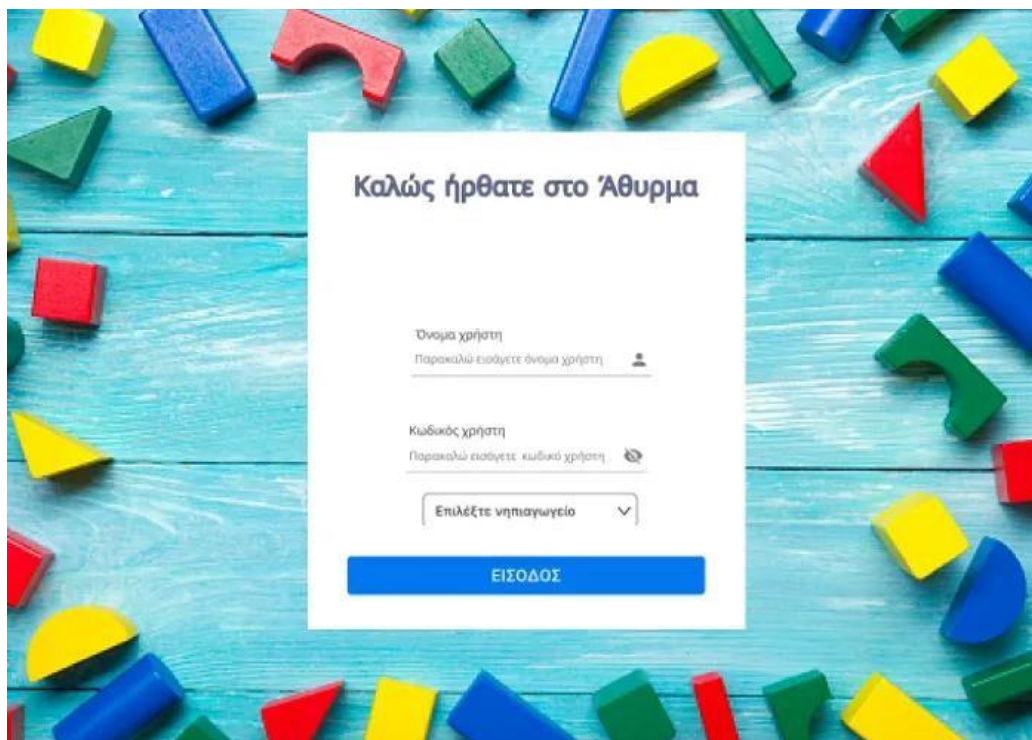 Καλώς ήρθατε στο Άθυρμα
Όνομα χρήστη
Παρακαλώ εισάγετε όνομα χρήστη
Κωδικός χρήστη
Παρακαλώ εισάγετε κωδικό χρήστη
Επιλέξτε νηπιαγωγείο
ΕΙΣΟΔΟΣ